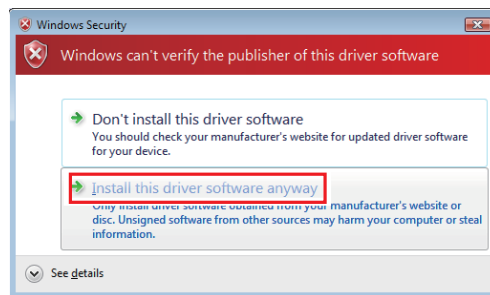 Windows Security
Windows can't verify the publisher of this driver software
Don't install this driver software
You should check your manufacturer's website for updated driver software
for your device.
Install this driver software anyway
Only install driver software obtained from your manufacturer's website or
disc. Unsigned software from other sources may harm your computer or steal
information.
See details